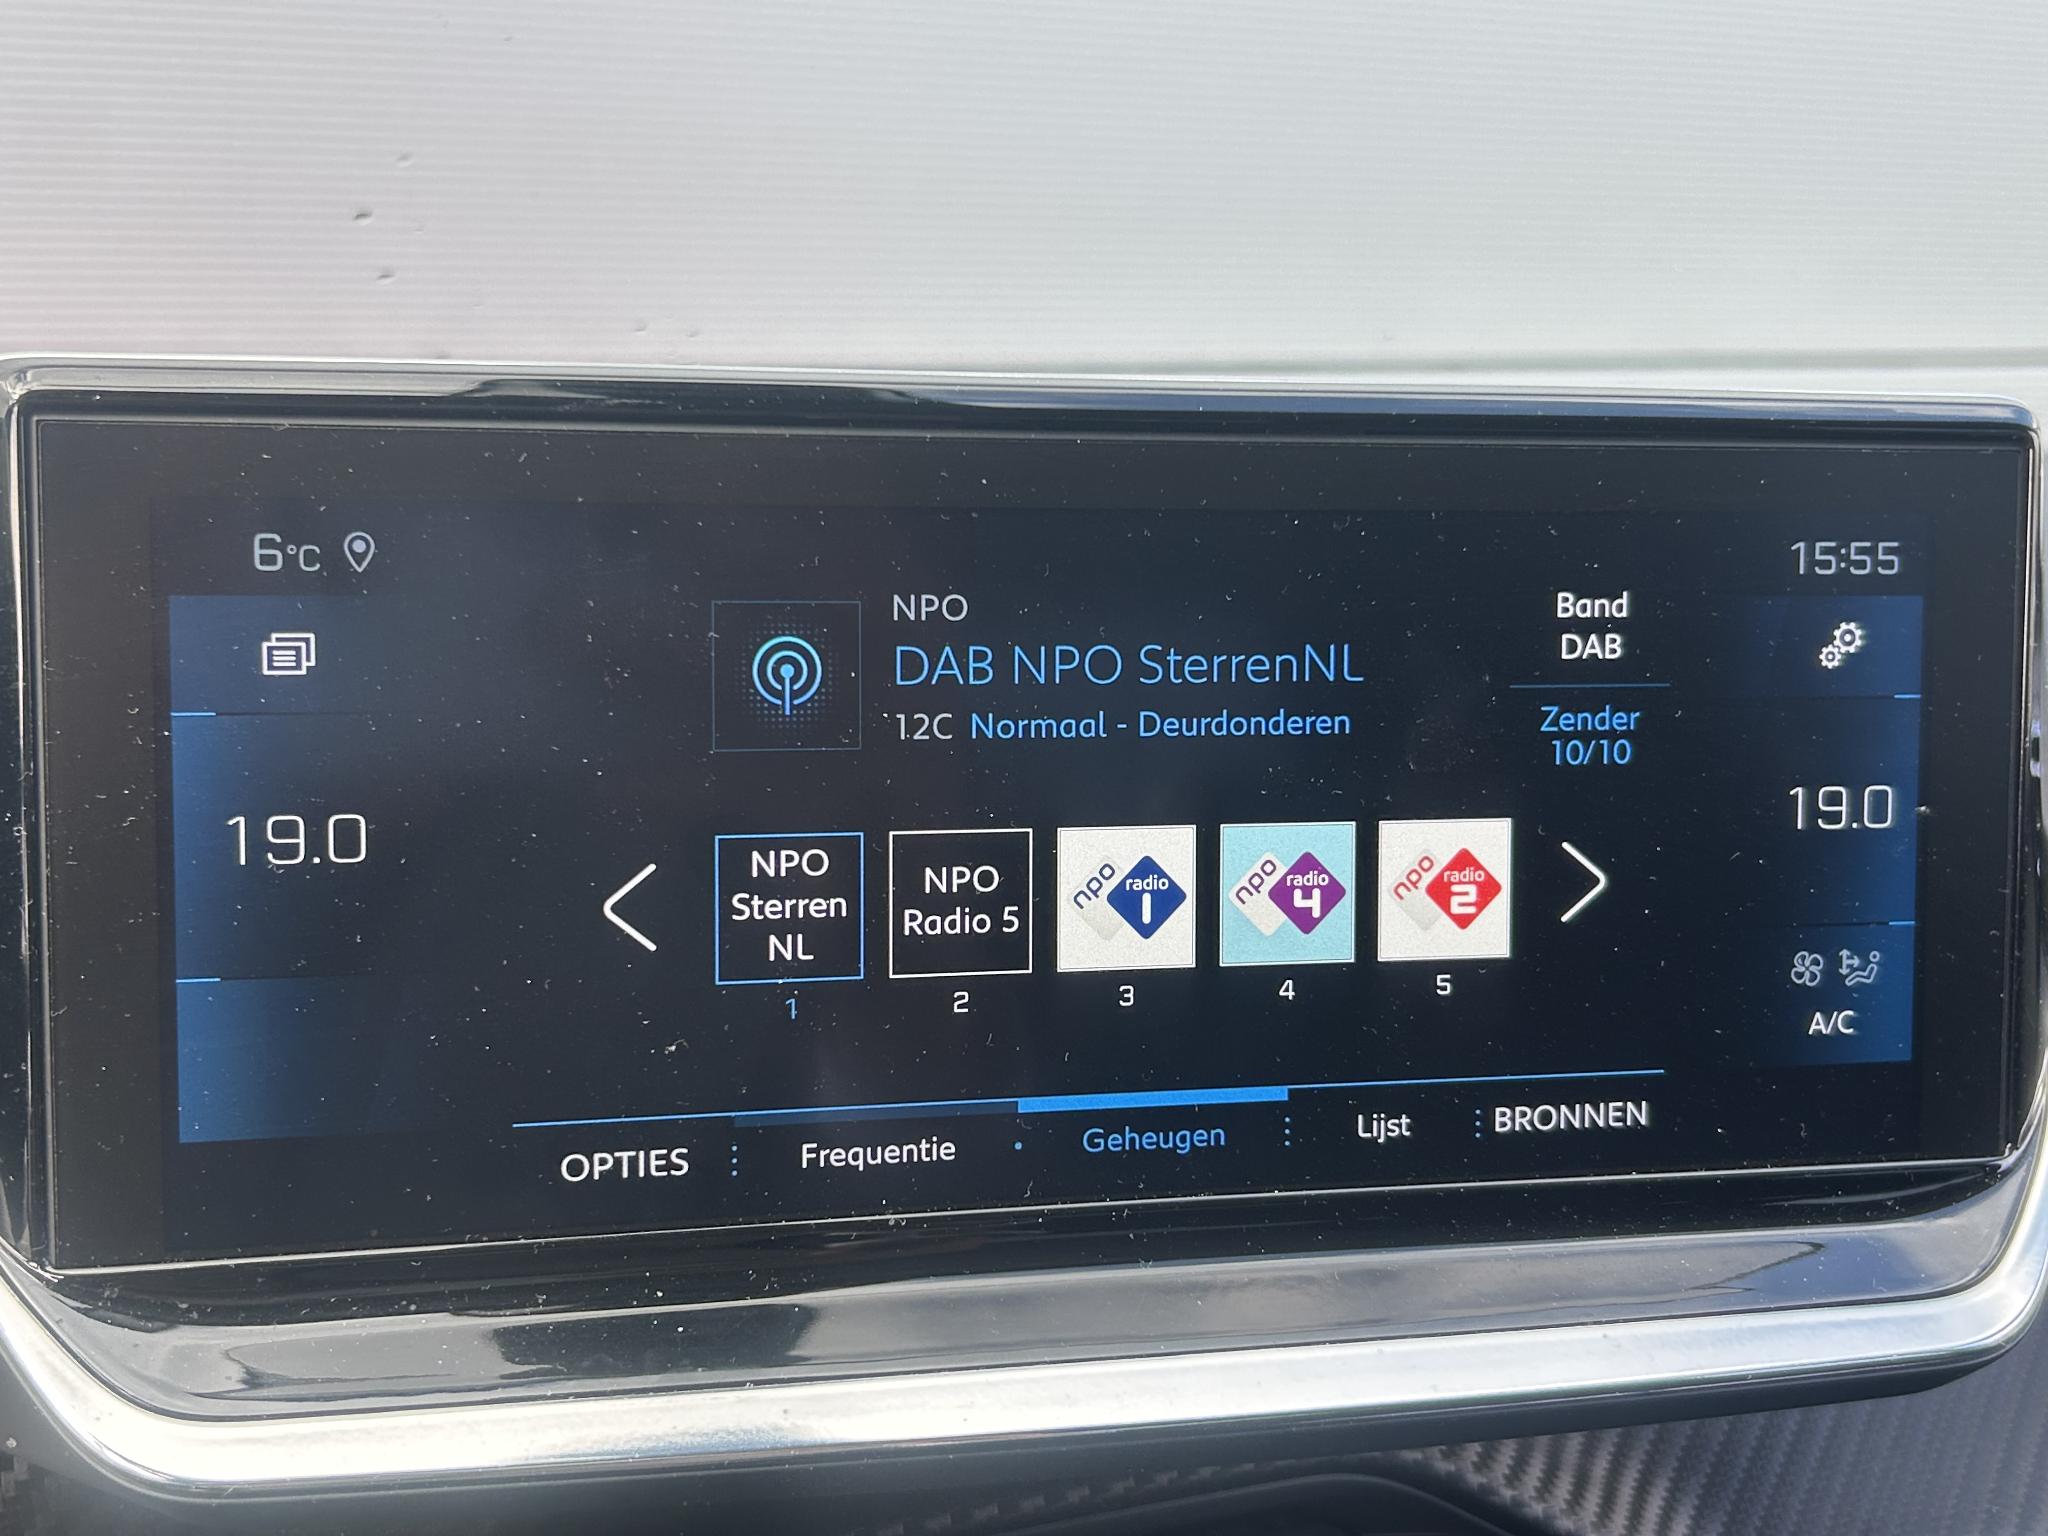 6°C
15:55
NPO
DAB NPO SterrenNL
12C Normaal - Deurdonderen
Band
DAB
Zender
10/10
19.0
19.0
NPO
Sterren
NL
1
NPO
Radio 5
2
npo radio 1
3
npo radio 4
4
npo radio 2
5
A/C
OPTIES
Frequentie
Geheugen
Lijst
BRONNEN